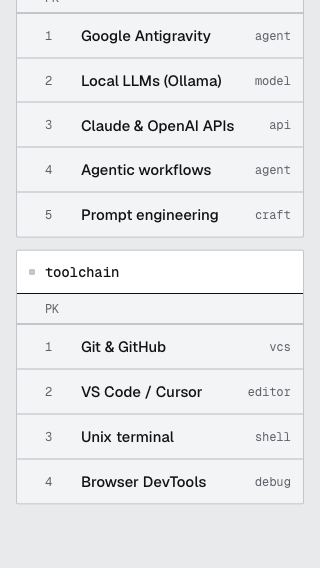 PK
1 Google Antigravity agent
2 Local LLMs (Ollama) model
3 Claude & OpenAI APIs api
4 Agentic workflows agent
5 Prompt engineering craft
toolchain
PK
1 Git & GitHub vcs
2 VS Code / Cursor editor
3 Unix terminal shell
4 Browser DevTools debug